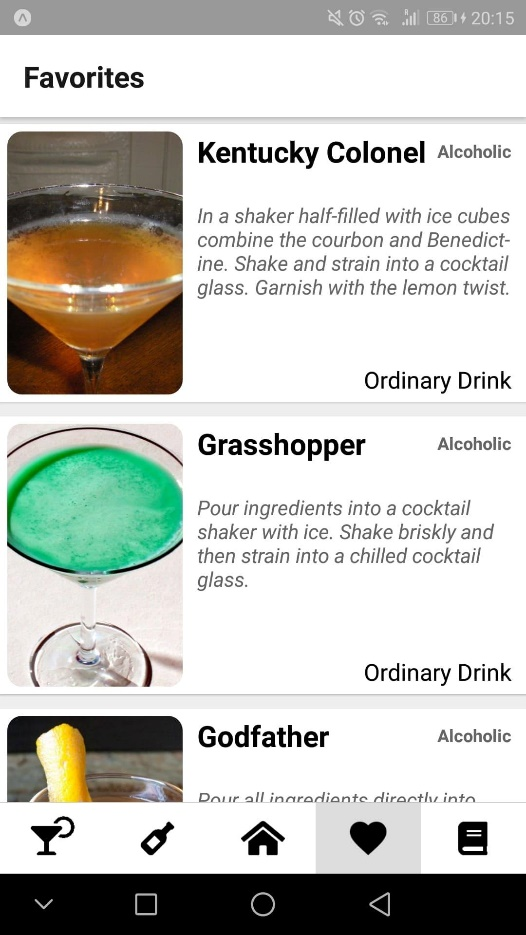 86 20:15
Favorites
Kentucky Colonel Alcoholic
In a shaker half-filled with ice cubes
combine the courbon and Benedict-
ine. Shake and strain into a cocktail
glass. Garnish with the lemon twist.
Ordinary Drink
Grasshopper Alcoholic
Pour ingredients into a cocktail
shaker with ice. Shake briskly and
then strain into a chilled cocktail
glass.
Ordinary Drink
Godfather Alcoholic
Pour all ingredients directly into